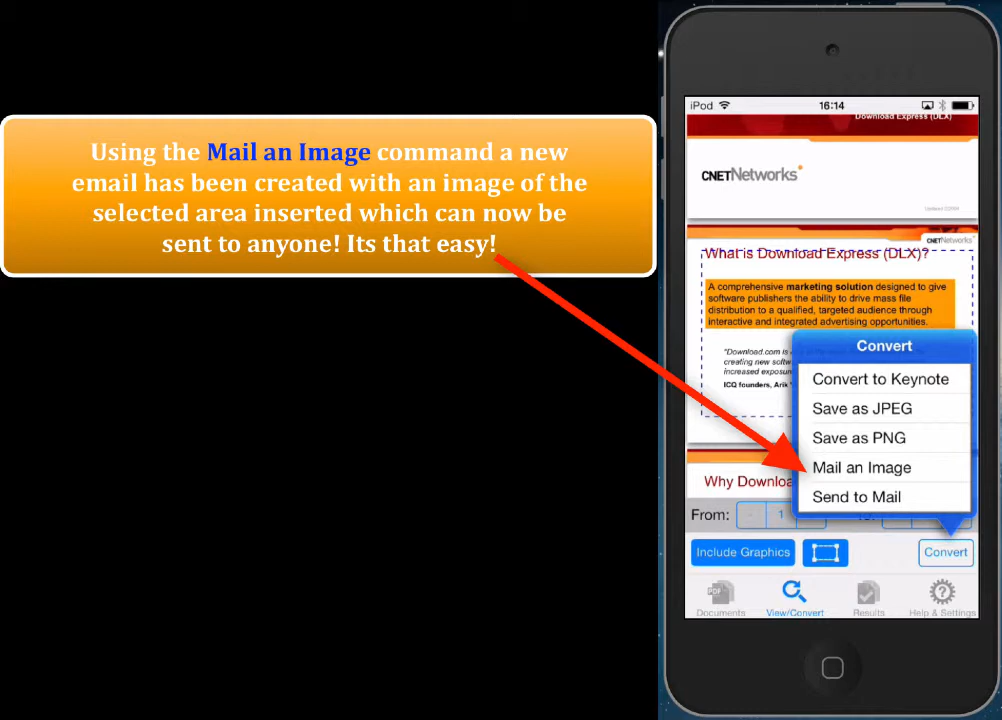 Using the Mail an Image command a new
email has been created with an image of the
selected area inserted which can now be
sent to anyone! Its that easy!
iPod 16:14
Download Express (DLX)
CNETNetworks
CNETNetworks
What is Download Express (DLX)?
A comprehensive marketing solution designed to give
software publishers the ability to drive mass file
distribution to a qualified, targeted audience through
interactive and integrated advertising opportunities.
"Download.com is
creating new softw
increased exposu
ICQ founders, Arik
Convert
Convert to Keynote
Save as JPEG
Save as PNG
Mail an Image
Send to Mail
Why Downloa
From: - 1
Include Graphics Convert
PDF
Documents View/Convert Results Help & Settings